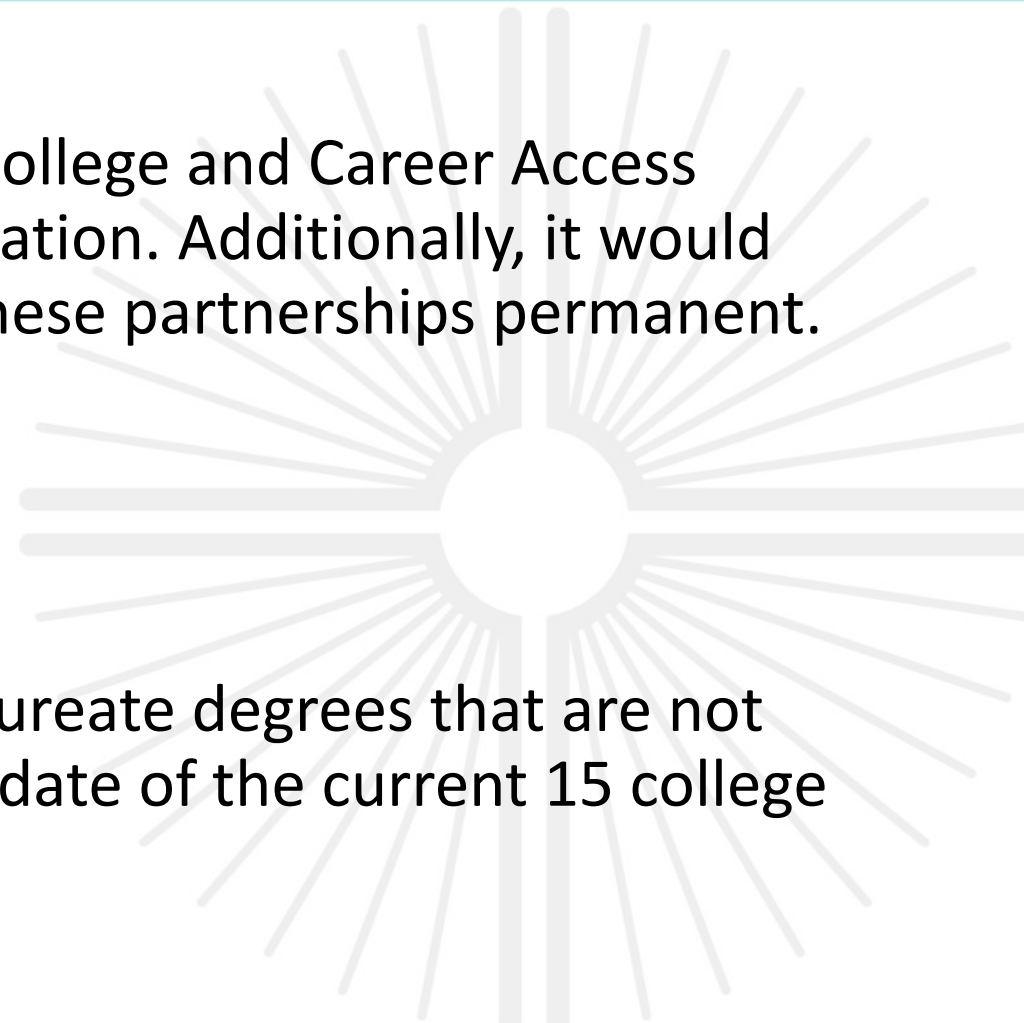 ollege and Career Access
ation. Additionally, it would
hese partnerships permanent.
ureate degrees that are not
date of the current 15 college